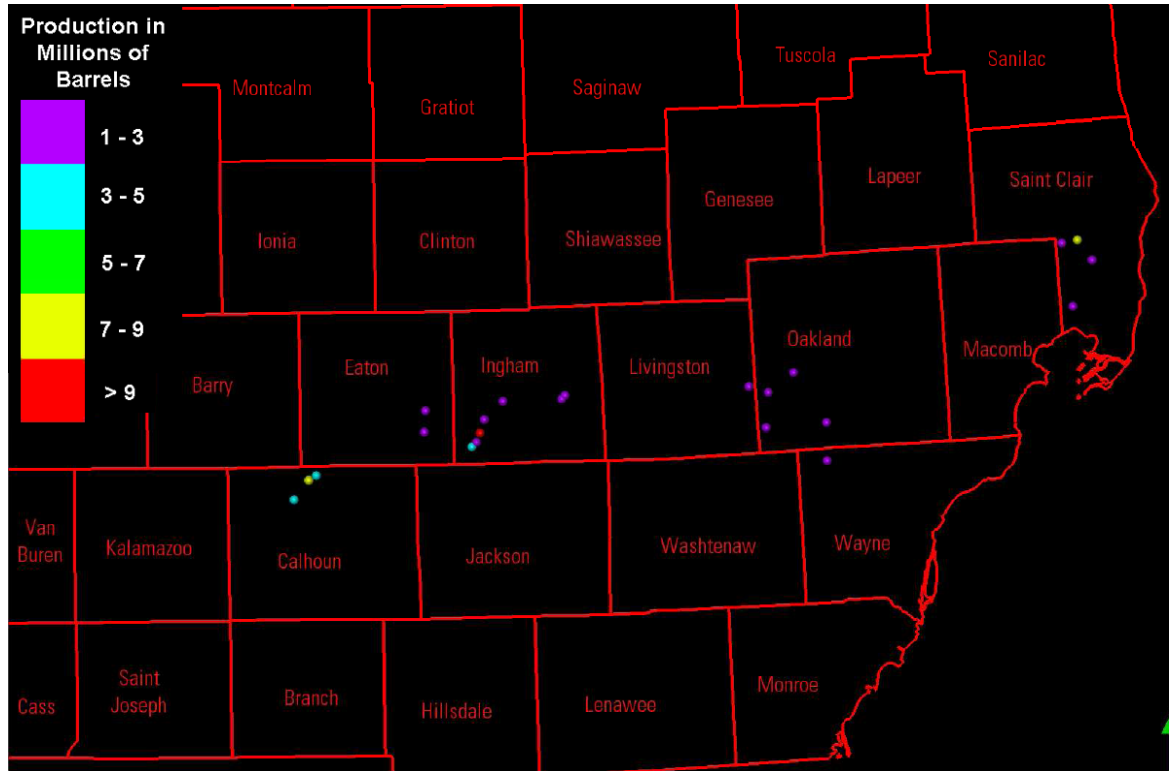 Production in
Millions of
Barrels
1 - 3
3 - 5
5 - 7
7 - 9
> 9
Tuscola
Sanilac
Montcalm
Gratiot
Saginaw
Lapeer
Saint Clair
Genesee
Ionia
Clinton
Shiawassee
Barry
Eaton
Ingham
Livingston
Oakland
Macomb
Van
Buren
Kalamazoo
Calhoun
Jackson
Washtenaw
Wayne
Cass
Saint
Joseph
Branch
Hillsdale
Lenawee
Monroe